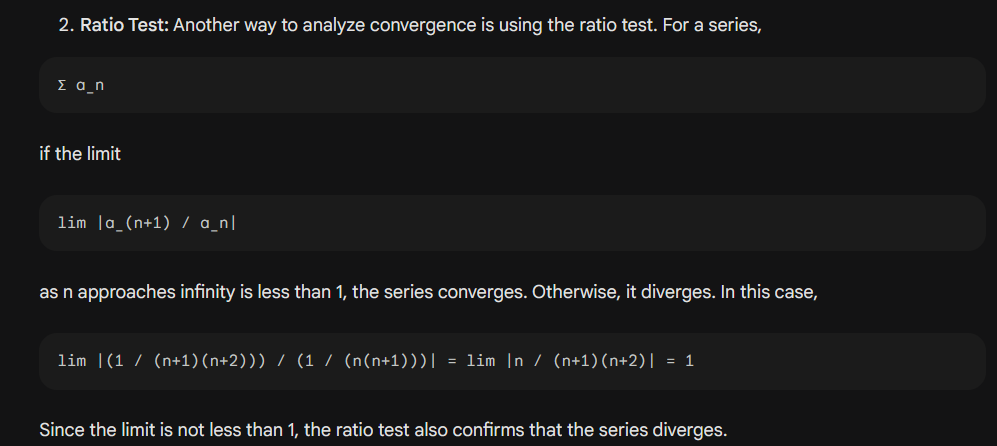 2. Ratio Test: Another way to analyze convergence is using the ratio test. For a series,
Σ a_n
if the limit
lim |a_(n+1) / a_n|
as n approaches infinity is less than 1, the series converges. Otherwise, it diverges. In this case,
lim |(1 / (n+1)(n+2))) / (1 / (n(n+1)))| = lim |n / (n+1)(n+2)| = 1
Since the limit is not less than 1, the ratio test also confirms that the series diverges.